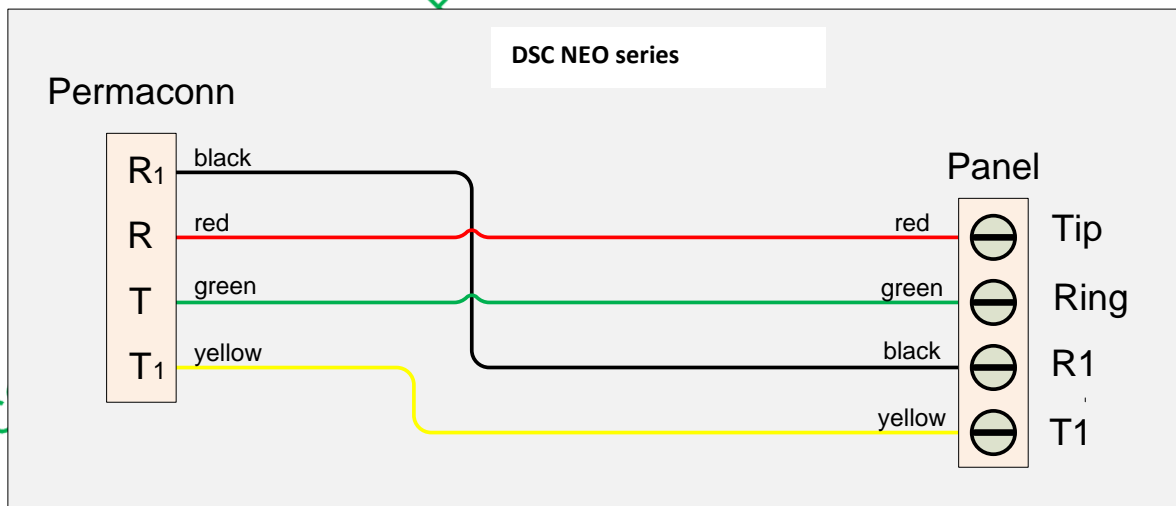 DSC NEO series
Permaconn
Panel
R1 black
R red red Tip
T green green Ring
T1 yellow black R1
yellow T1